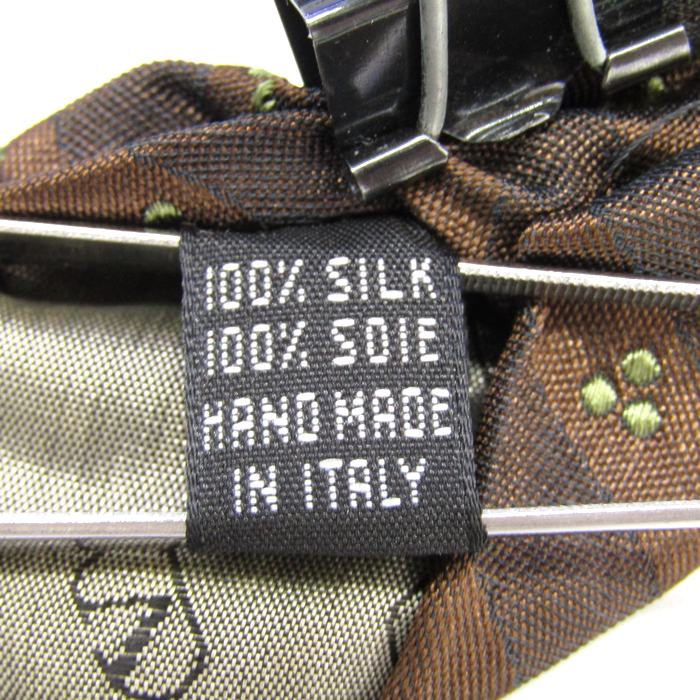 100% SILK
100% SOIE
HAND MADE
IN ITALY